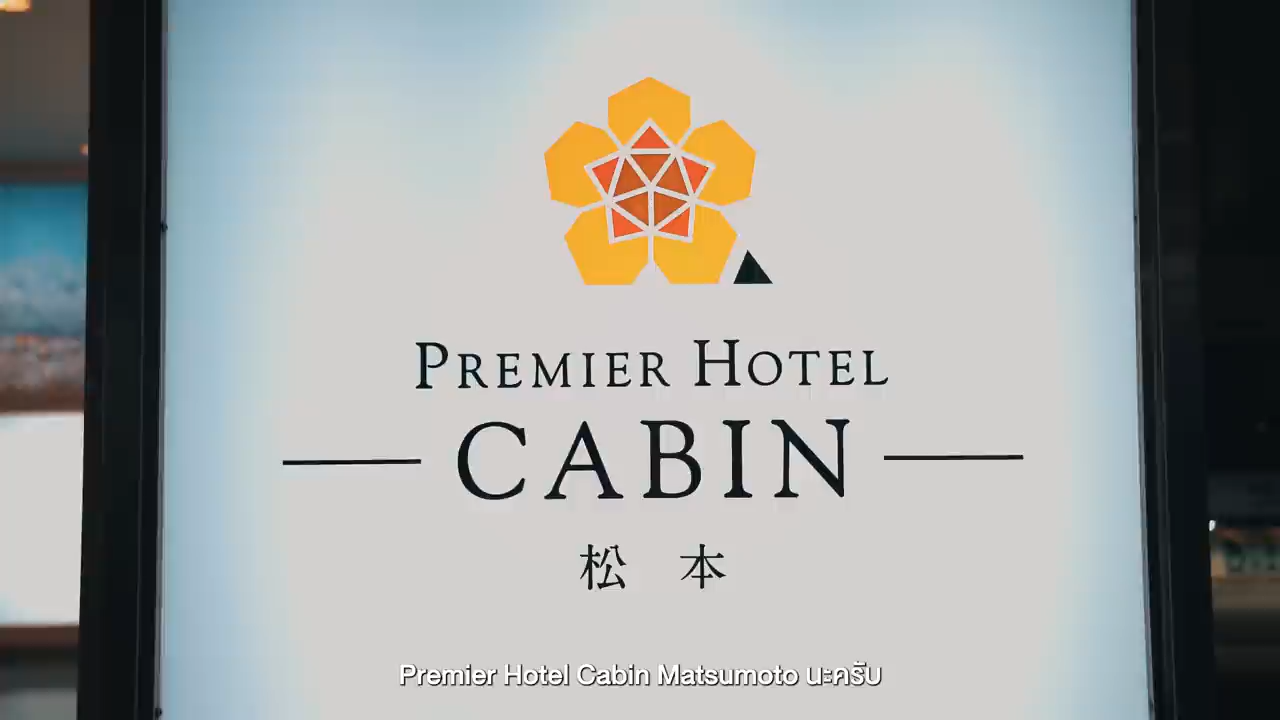 PREMIER HOTEL
CABIN
松本
Premier Hotel Cabin Matsumoto นะครับ